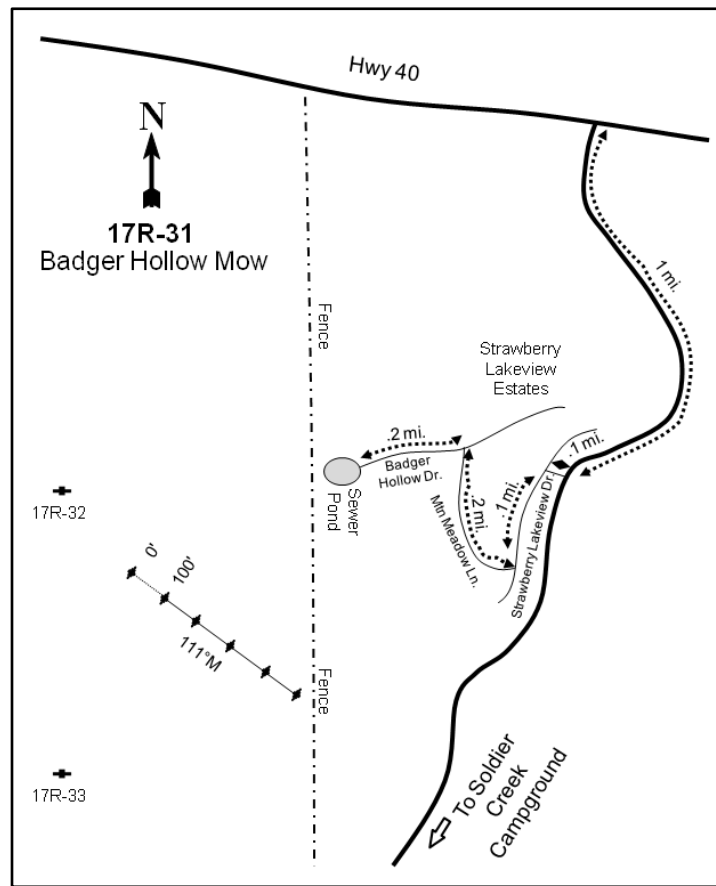 Hwy 40
N
17R-31
Badger Hollow Mow
1 mi.
Fence
Strawberry
Lakeview
Estates
.2 mi.
.1 mi.
Badger
Hollow Dr.
Sewer
Pond
.2 mi.
.1 mi.
Mtn Meadow Ln.
Strawberry Lakeview Dr.
17R-32
0'
100'
111°M
Fence
17R-33
To Soldier
Creek
Campground